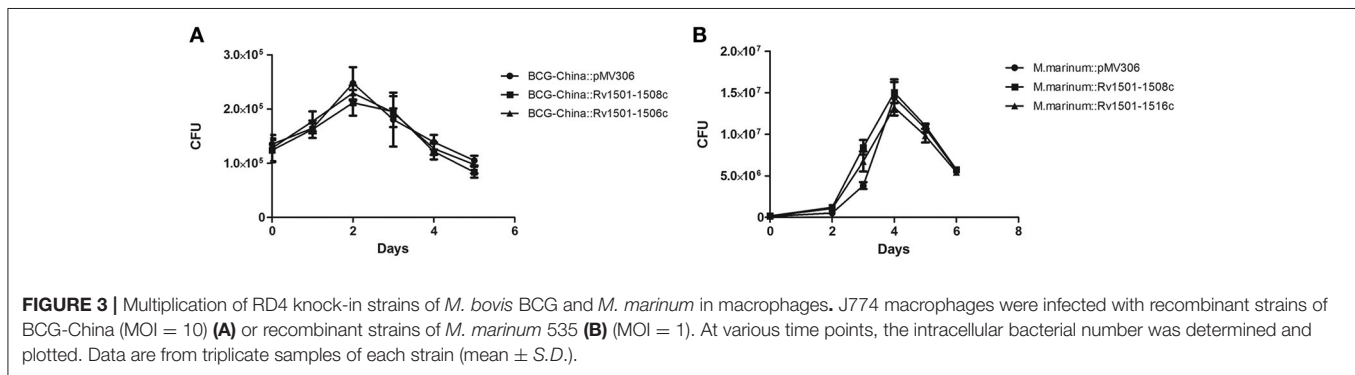 A
3.0×10⁵
2.0×10⁵
1.0×10⁵
0
CFU
0 2 4 6
Days
BCG-China::pMV306
BCG-China::Rv1501-1508c
BCG-China::Rv1501-1506c
B
2.0×10⁷
1.5×10⁷
1.0×10⁷
5.0×10⁶
0
CFU
0 2 4 6 8
Days
M.marinum::pMV306
M.marinum::Rv1501-1508c
M.marinum::Rv1501-1516c
FIGURE 3 | Multiplication of RD4 knock-in strains of M. bovis BCG and M. marinum in macrophages. J774 macrophages were infected with recombinant strains of
BCG-China (MOI = 10) (A) or recombinant strains of M. marinum 535 (B) (MOI = 1). At various time points, the intracellular bacterial number was determined and
plotted. Data are from triplicate samples of each strain (mean ± S.D.).